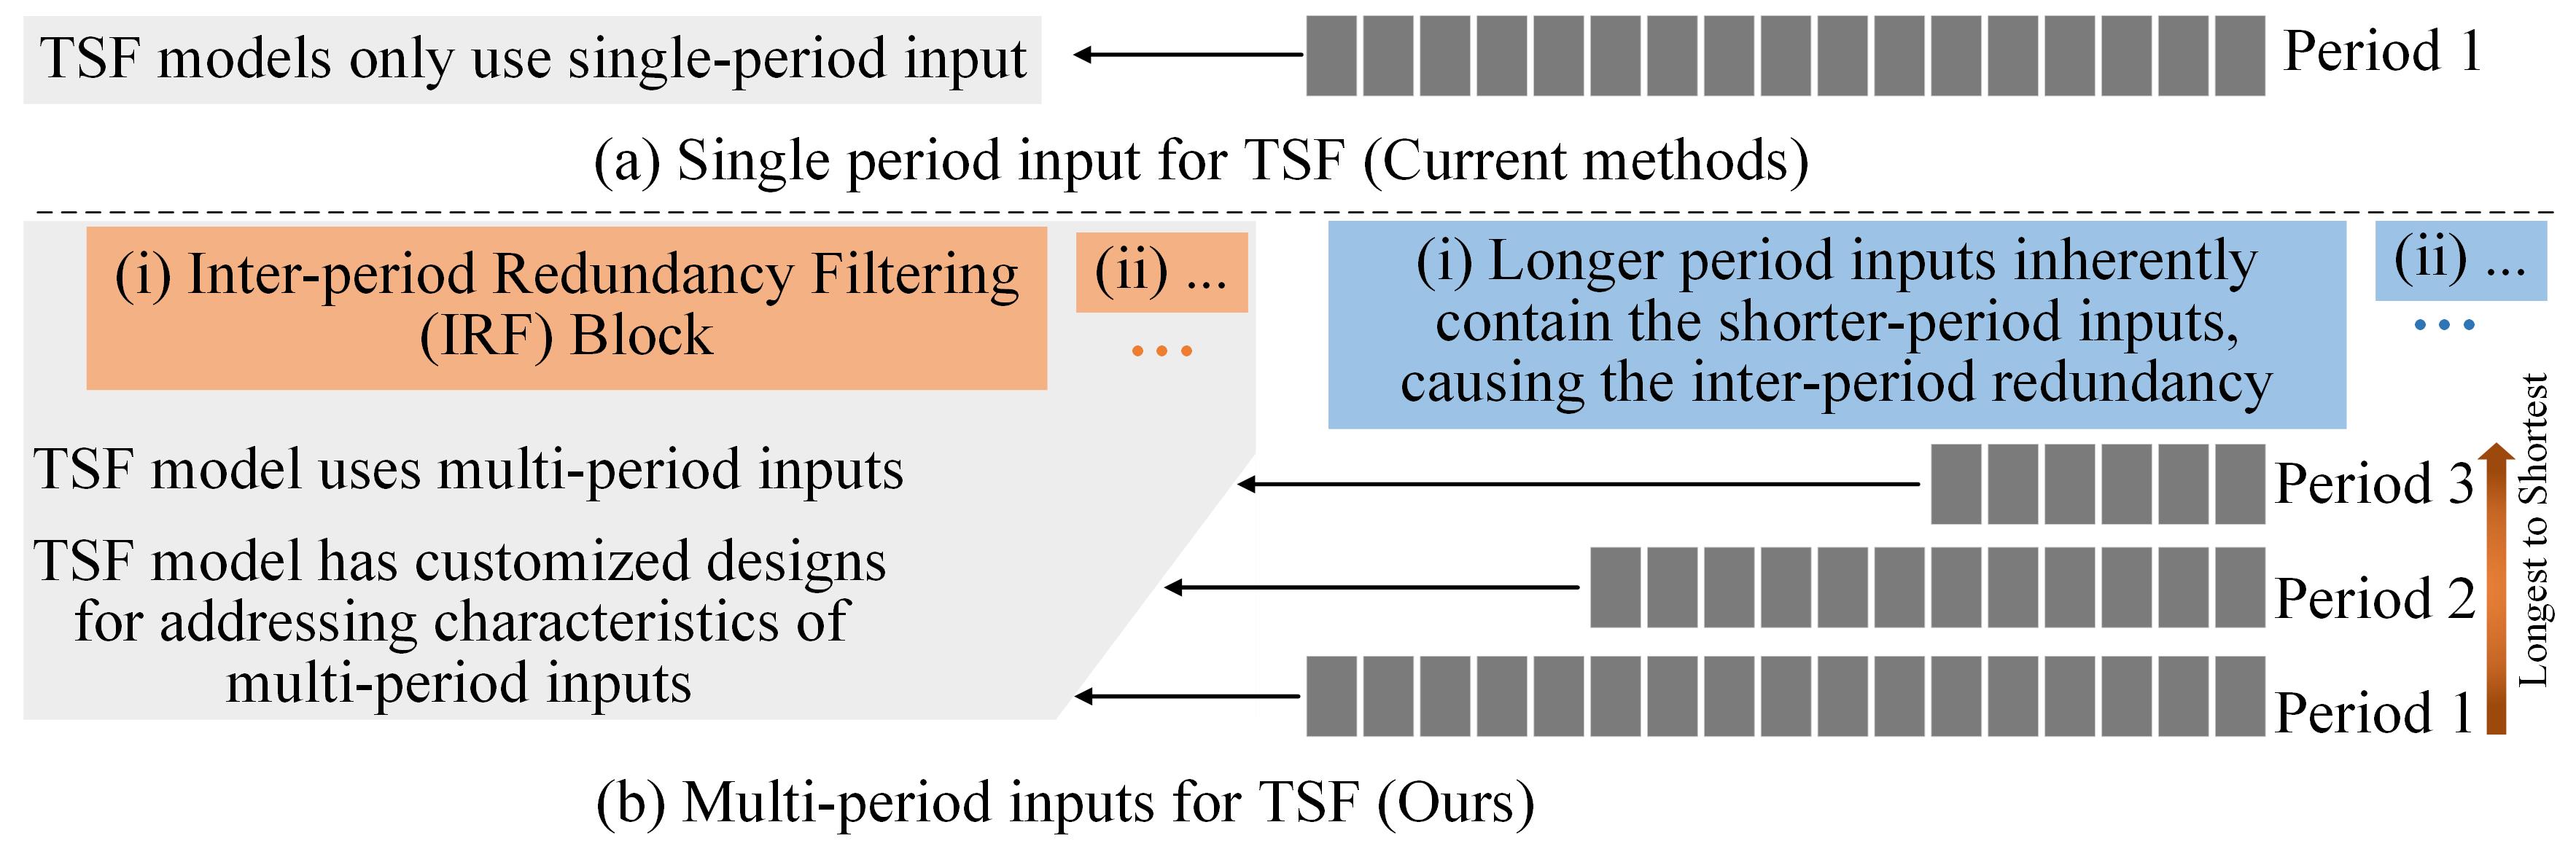 TSF models only use single-period input
Period 1
(a) Single period input for TSF (Current methods)
(i) Inter-period Redundancy Filtering
(IRF) Block
(ii) ...
...
(i) Longer period inputs inherently
contain the shorter-period inputs,
causing the inter-period redundancy
(ii) ...
...
TSF model uses multi-period inputs
TSF model has customized designs
for addressing characteristics of
multi-period inputs
Period 3
Period 2
Period 1
Longest to Shortest
(b) Multi-period inputs for TSF (Ours)